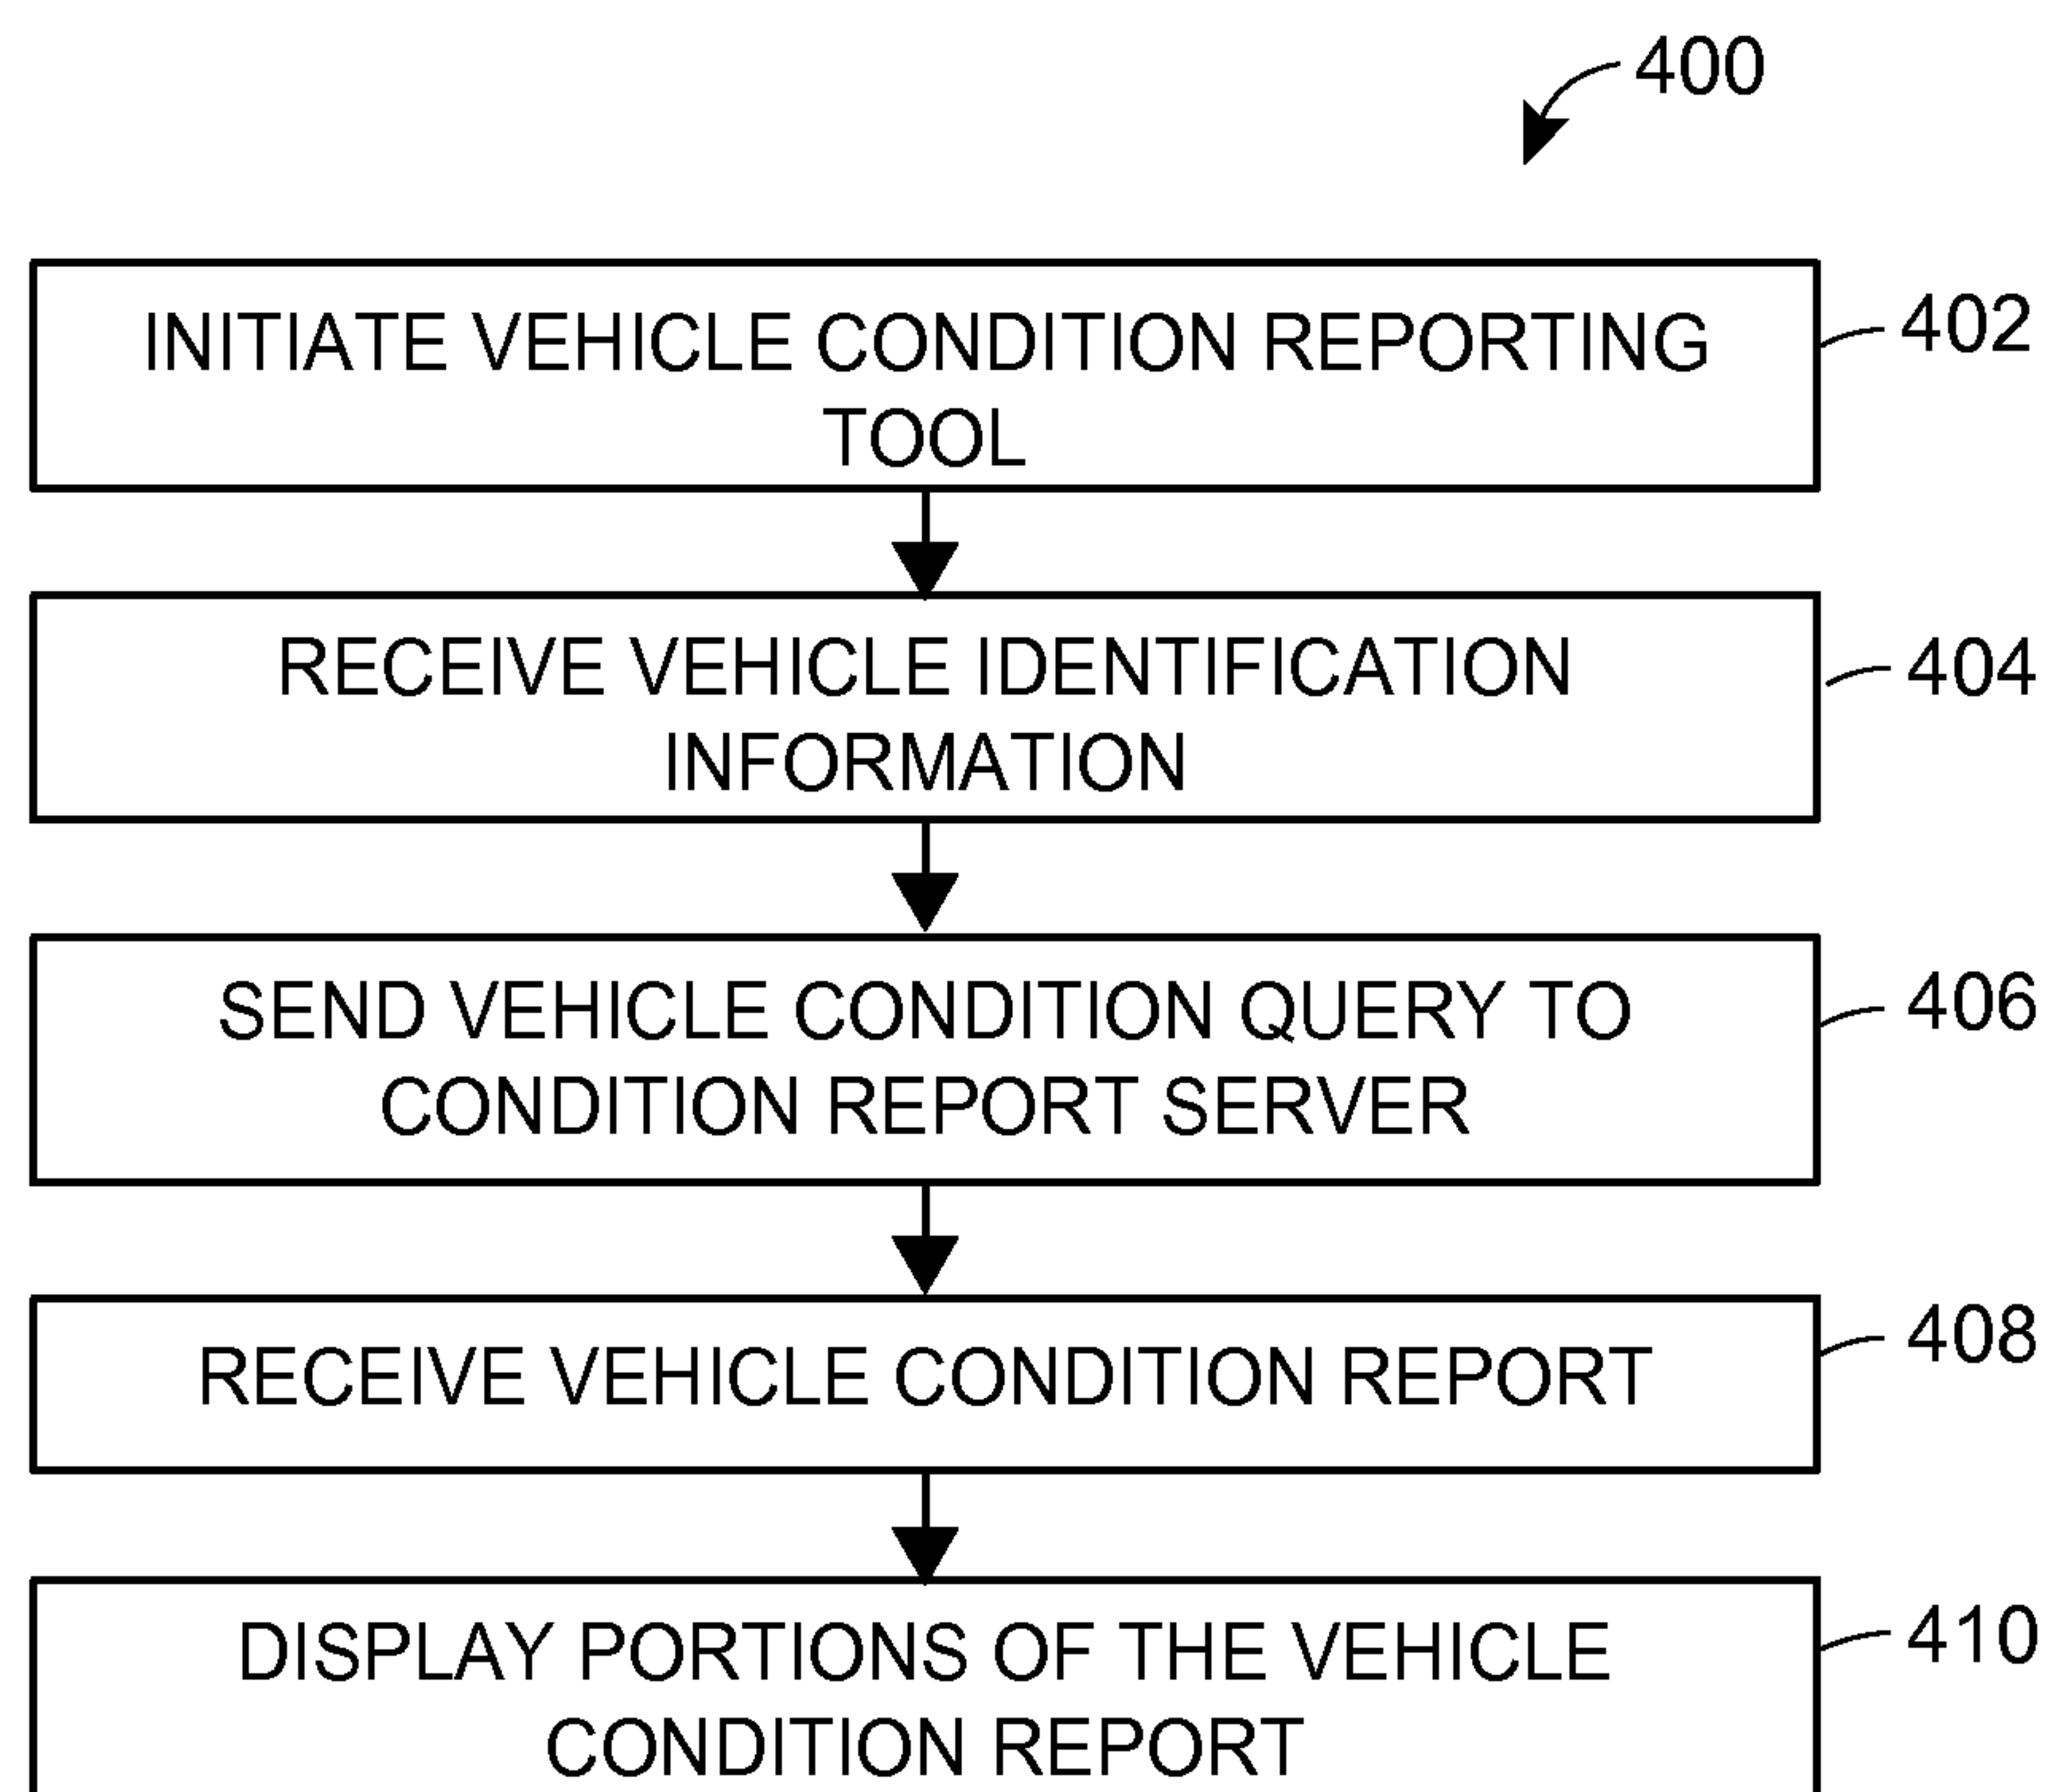 400
INITIATE VEHICLE CONDITION REPORTING
TOOL
402
RECEIVE VEHICLE IDENTIFICATION
INFORMATION
404
SEND VEHICLE CONDITION QUERY TO
CONDITION REPORT SERVER
406
RECEIVE VEHICLE CONDITION REPORT
408
DISPLAY PORTIONS OF THE VEHICLE
CONDITION REPORT
410